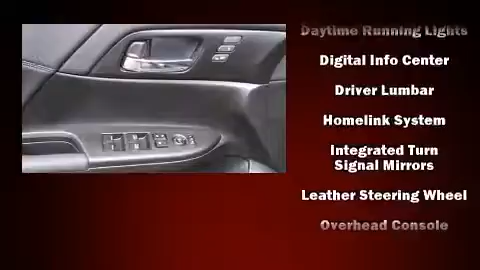 Daytime Running Lights
Digital Info Center
Driver Lumbar
Homelink System
Integrated Turn
Signal Mirrors
Leather Steering Wheel
Overhead Console